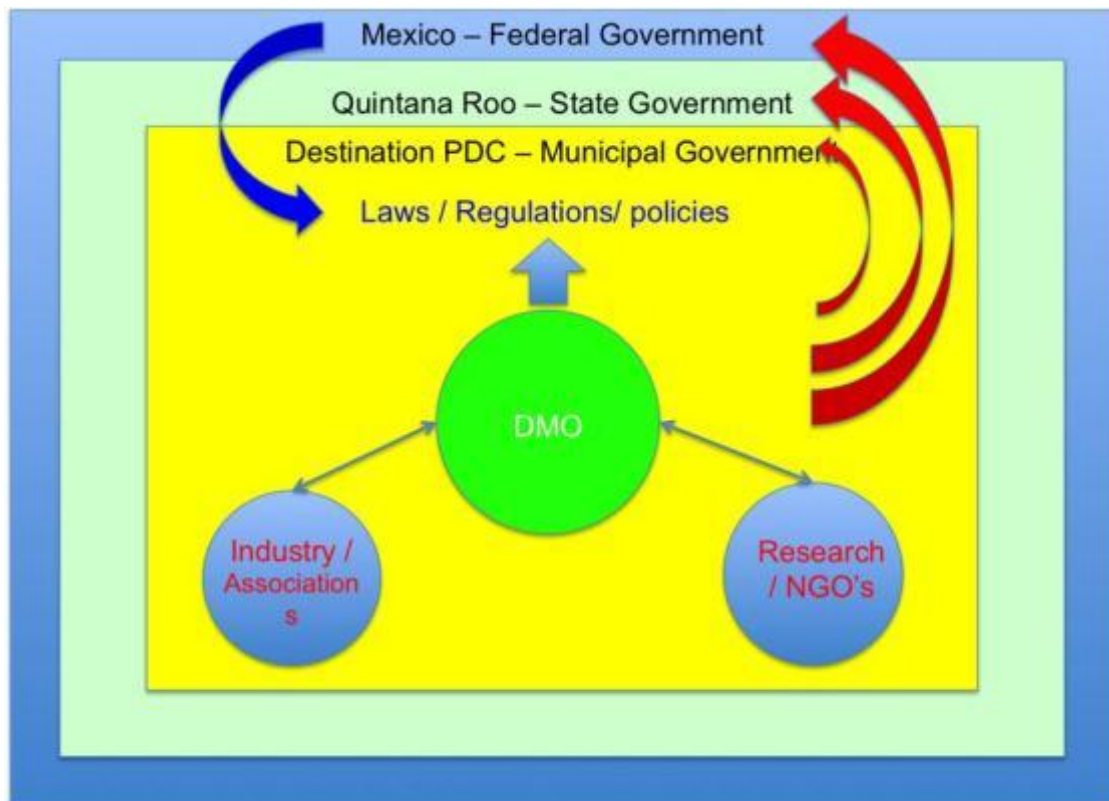 Mexico – Federal Government
Quintana Roo – State Government
Destination PDC – Municipal Government
Laws / Regulations/ policies
DMO
Industry /
Association
s
Research
/ NGO's